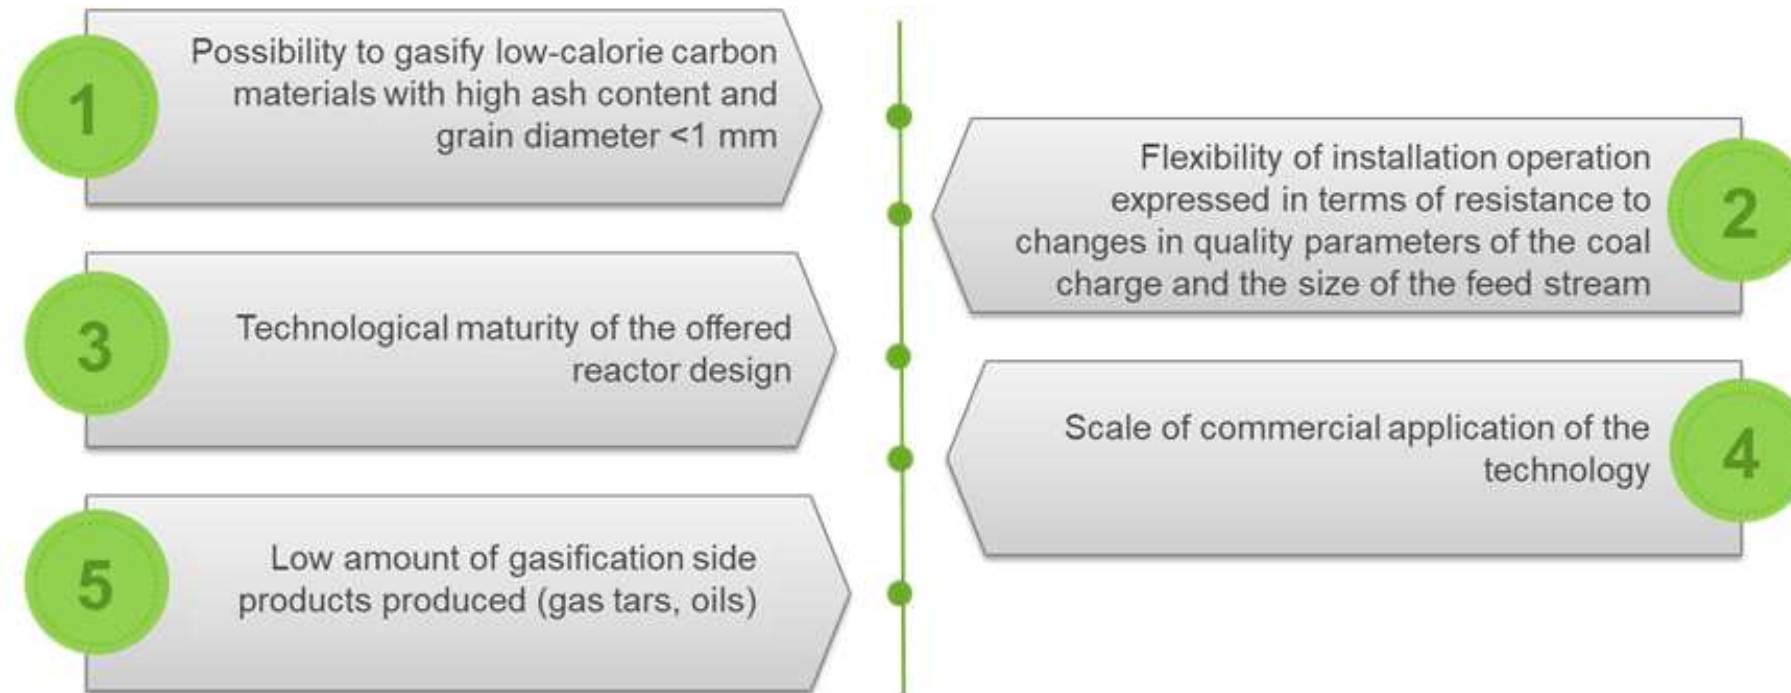 1
Possibility to gasify low-calorie carbon
materials with high ash content and
grain diameter <1 mm
2
Flexibility of installation operation
expressed in terms of resistance to
changes in quality parameters of the coal
charge and the size of the feed stream
3
Technological maturity of the offered
reactor design
4
Scale of commercial application of the
technology
5
Low amount of gasification side
products produced (gas tars, oils)